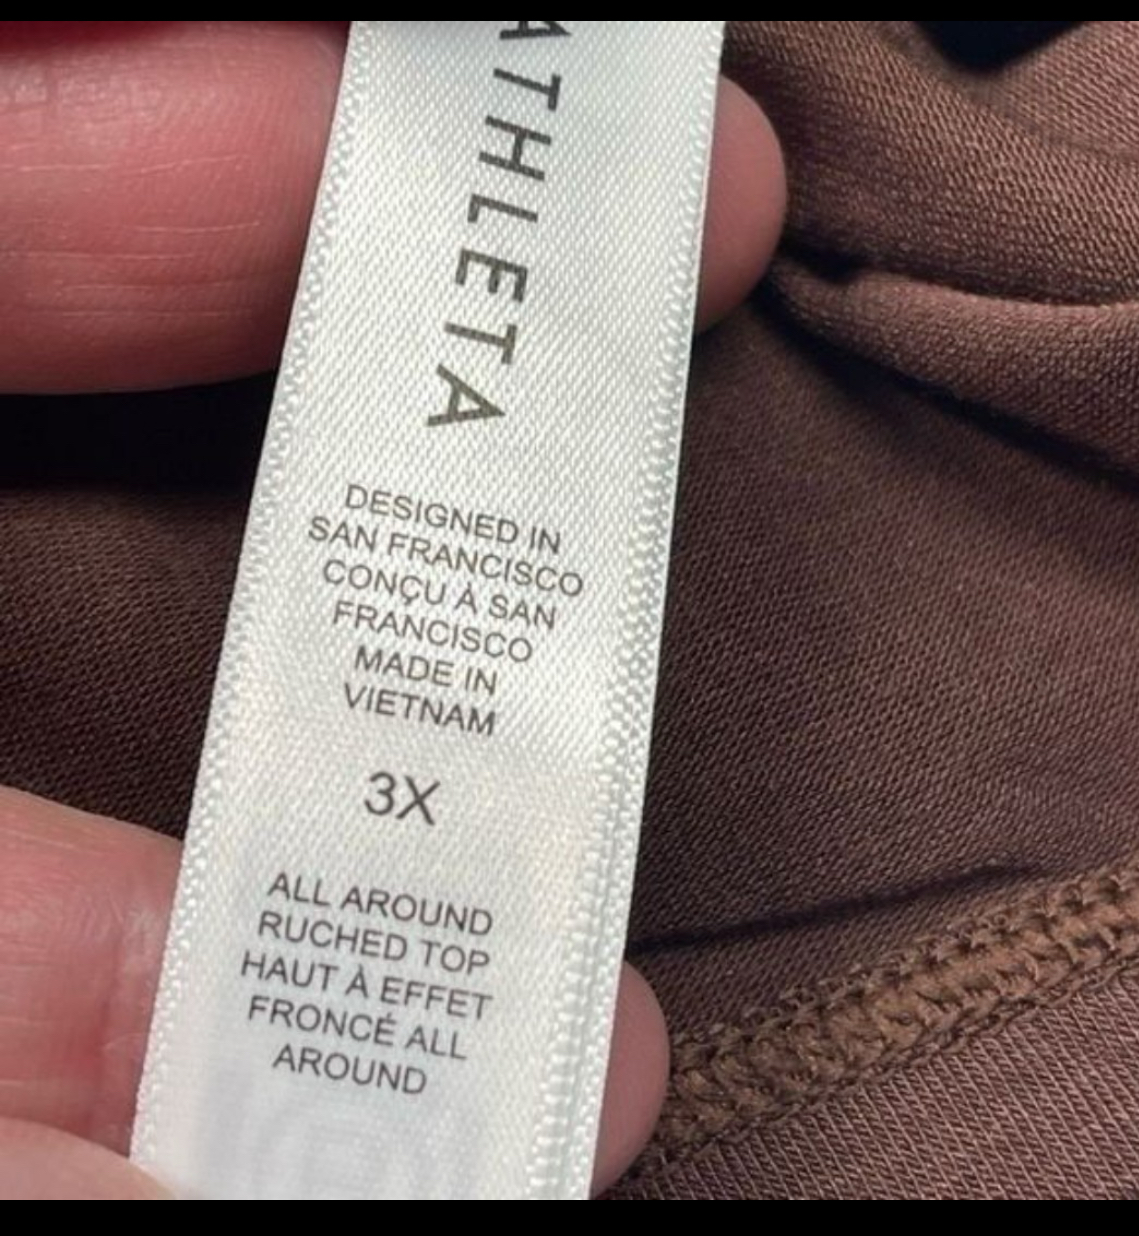 ATHLETA
DESIGNED IN
SAN FRANCISCO
CONÇU À SAN
FRANCISCO
MADE IN
VIETNAM
3X
ALL AROUND
RUCHED TOP
HAUT À EFFET
FRONCÉ ALL
AROUND